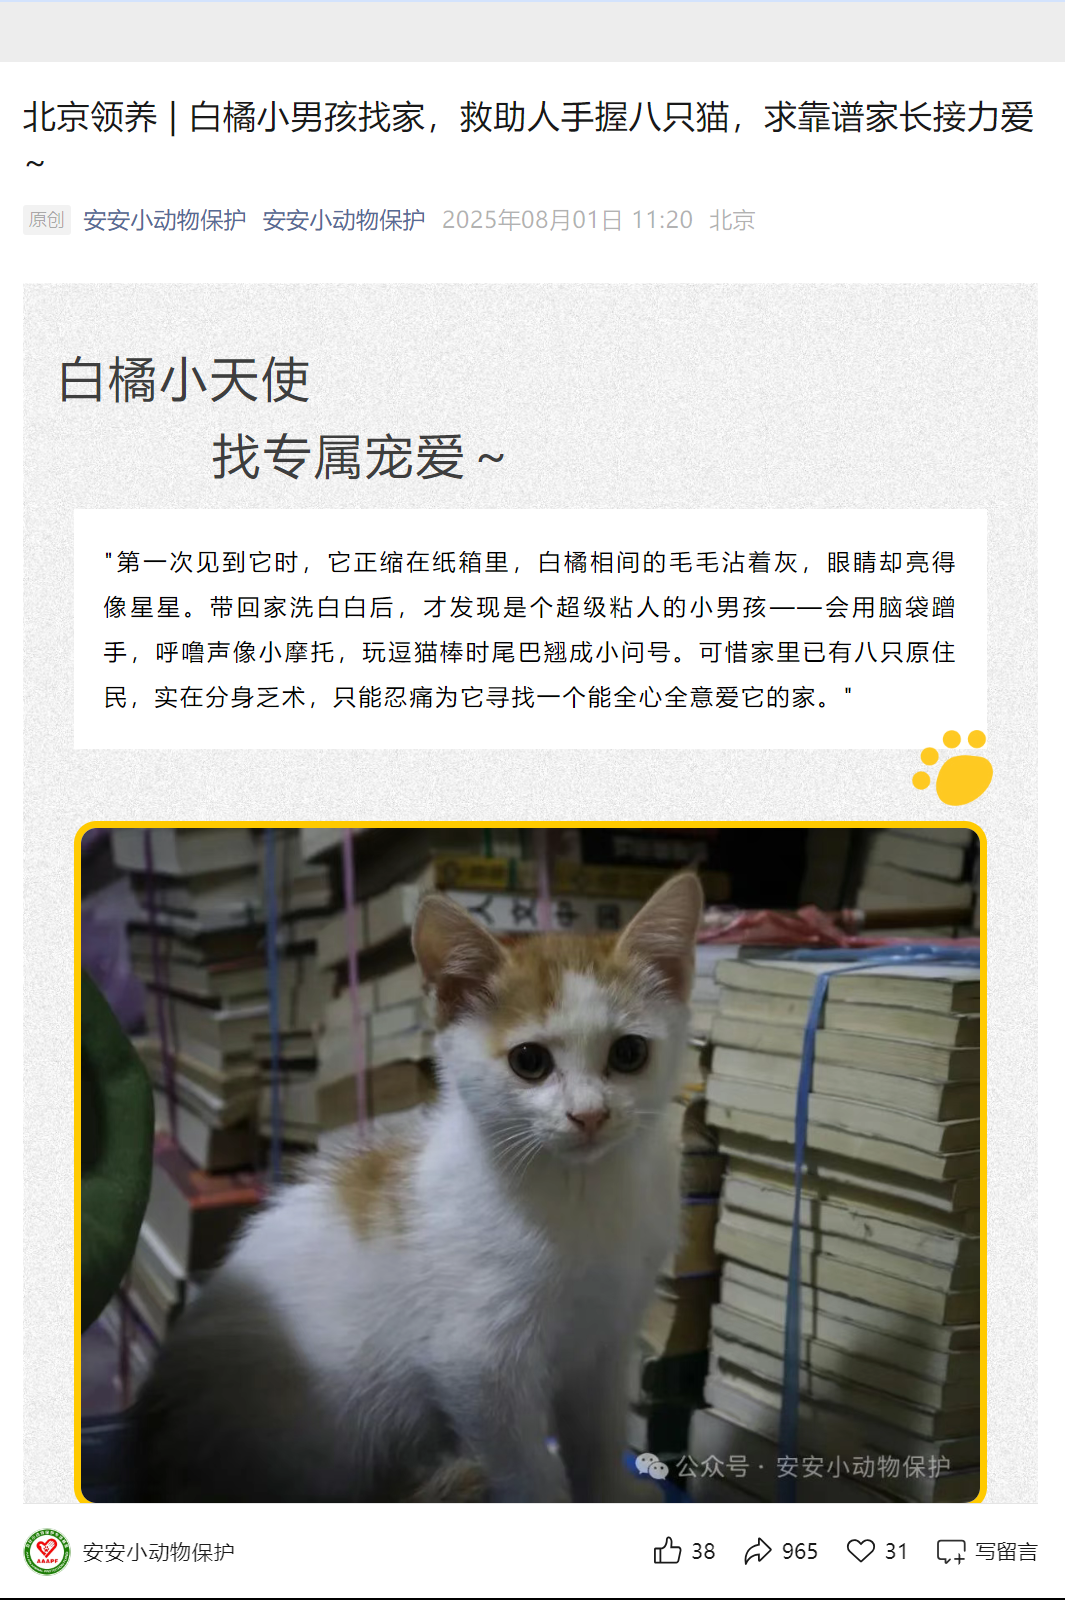 北京领养 | 白橘小男孩找家，救助人手握八只猫，求靠谱家长接力爱
~
原创 安安小动物保护 安安小动物保护 2025年08月01日 11:20 北京
白橘小天使
找专属宠爱 ~
"第一次见到它时，它正缩在纸箱里，白橘相间的毛毛沾着灰，眼睛却亮得
像星星。带回家洗白白后，才发现是个超级粘人的小男孩——会用脑袋蹭
手，呼噜声像小摩托，玩逗猫棒时尾巴翘成小问号。可惜家里已有八只原住
民，实在分身乏术，只能忍痛为它寻找一个能全心全意爱它的家。"
人文中国
公众号 · 安安小动物保护
AAAPF
安安小动物保护 38 965 31 写留言